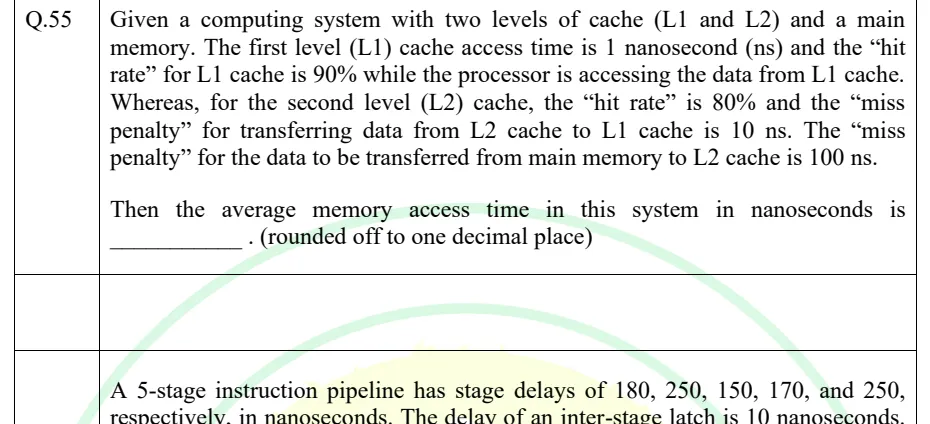 Q.55
Given a computing system with two levels of cache (L1 and L2) and a main
memory. The first level (L1) cache access time is 1 nanosecond (ns) and the “hit
rate” for L1 cache is 90% while the processor is accessing the data from L1 cache.
Whereas, for the second level (L2) cache, the “hit rate” is 80% and the “miss
penalty” for transferring data from L2 cache to L1 cache is 10 ns. The “miss
penalty” for the data to be transferred from main memory to L2 cache is 100 ns.
Then the average memory access time in this system in nanoseconds is
___________ . (rounded off to one decimal place)
A 5-stage instruction pipeline has stage delays of 180, 250, 150, 170, and 250,
respectively, in nanoseconds. The delay of an inter-stage latch is 10 nanoseconds.